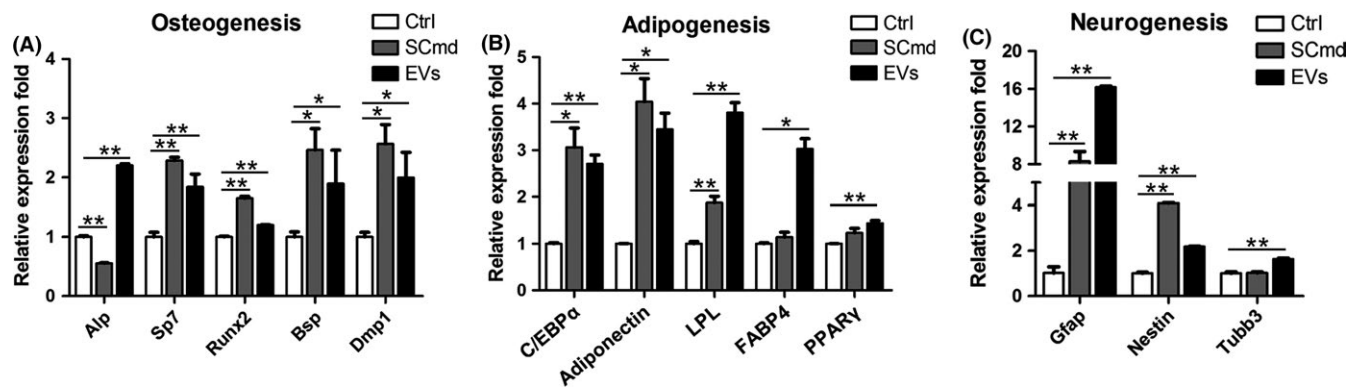 Osteogenesis
(A)
Ctrl
SCmd
EVs
Relative expression fold
4
3
2
1
0
**
**
**
**
**
**
*
*
*
*
Alp
Sp7
Runx2
Bsp
Dmp1
Adipogenesis
(B)
Ctrl
SCmd
EVs
Relative expression fold
5
4
3
2
1
0
**
*
*
*
**
**
*
**
C/EBPα
Adiponectin
LPL
FABP4
PPARγ
Neurogenesis
(C)
Ctrl
SCmd
EVs
Relative expression fold
20
16
12
8
6
4
2
0
**
**
**
**
**
Gfap
Nestin
Tubb3